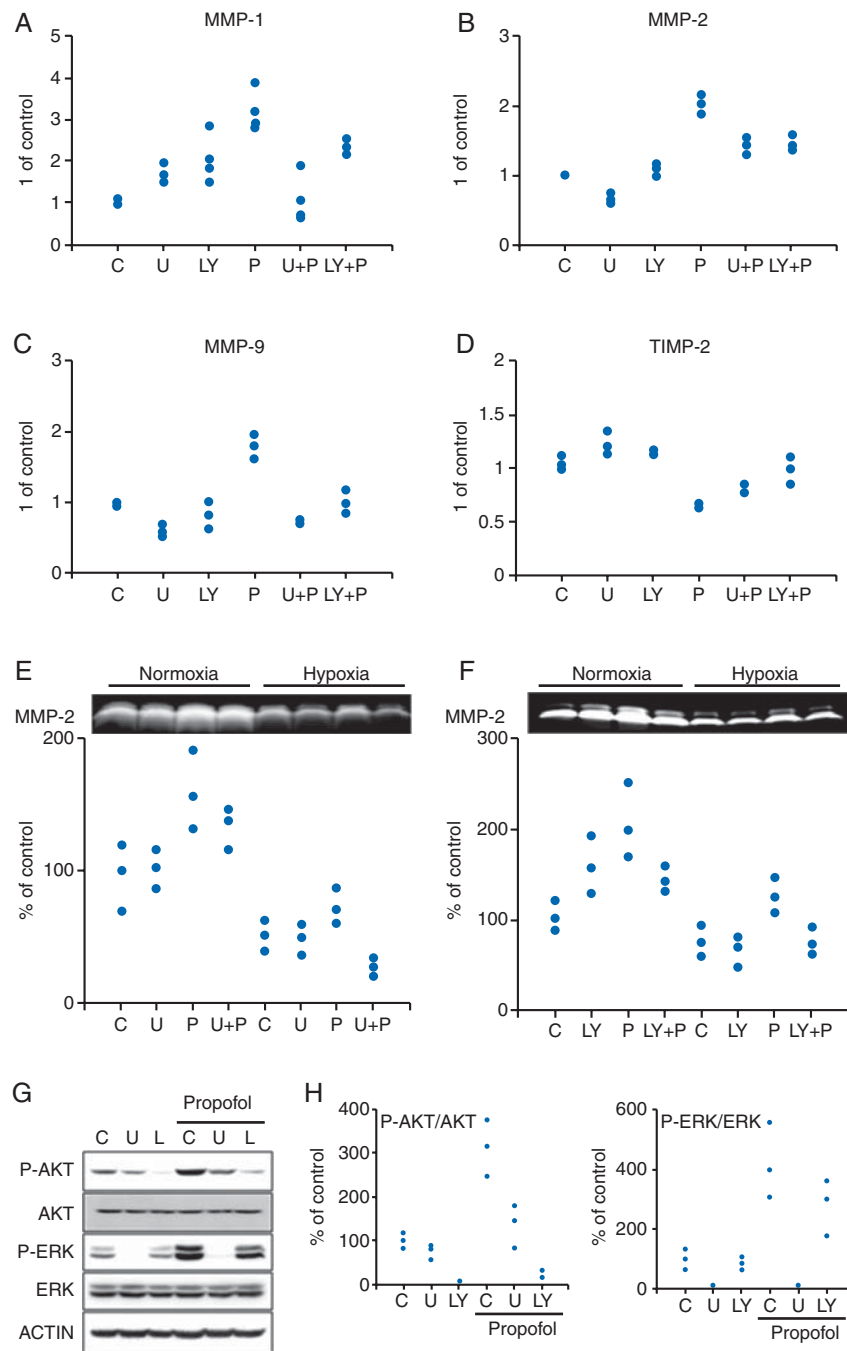 A
MMP-1
1 of control
5
4
3
2
1
0
C U LY P U+P LY+P
B
MMP-2
1 of control
3
2
1
0
C U LY P U+P LY+P
C
MMP-9
1 of control
3
2
1
0
C U LY P U+P LY+P
D
TIMP-2
1 of control
2
1.5
1
0.5
0
C U LY P U+P LY+P
E
Normoxia Hypoxia
MMP-2
% of control
200
100
0
C U P U+P C U P U+P
F
Normoxia Hypoxia
MMP-2
% of control
300
200
100
0
C LY P LY+P C LY P LY+P
G
Propofol
C U L C U L
P-AKT
AKT
P-ERK
ERK
ACTIN
H
P-AKT/AKT
% of control
400
300
200
100
0
C U LY C U LY
Propofol
P-ERK/ERK
% of control
600
400
200
0
C U LY C U LY
Propofol